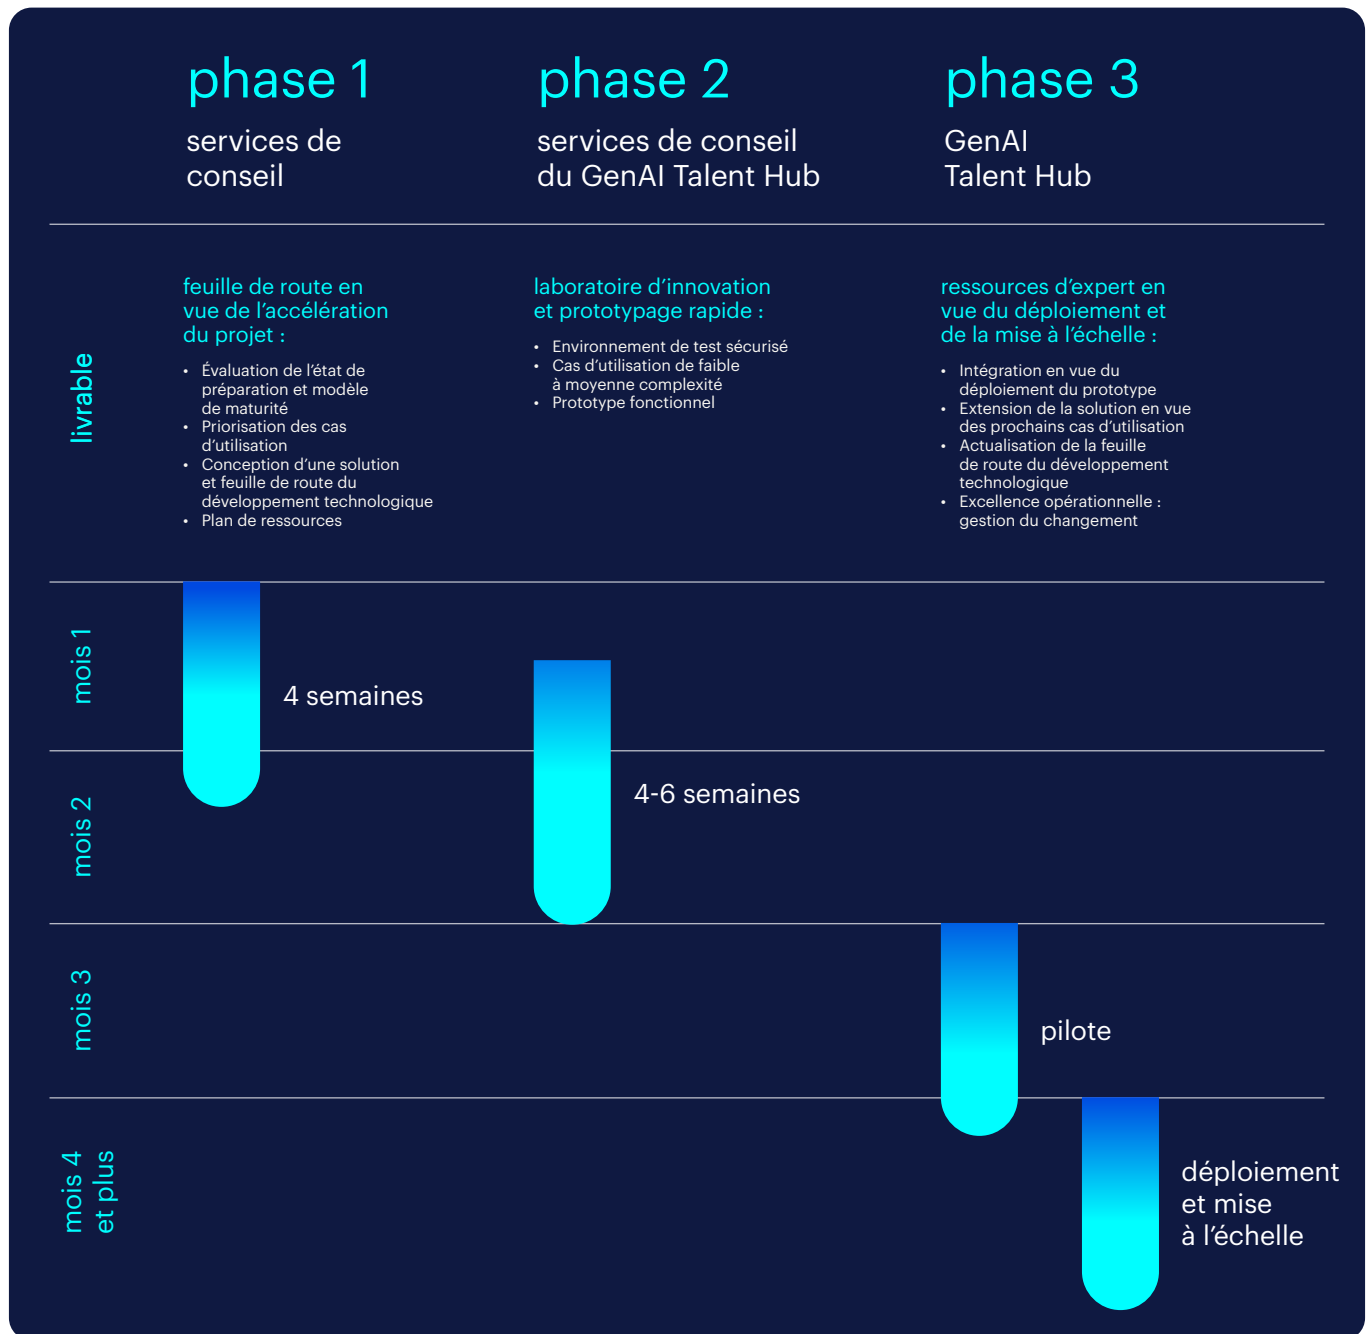 phase 1
services de
conseil
phase 2
services de conseil
du GenAI Talent Hub
phase 3
GenAI
Talent Hub
livrable
feuille de route en
vue de l’accélération
du projet :
• Évaluation de l’état de
préparation et modèle
de maturité
• Priorisation des cas
d’utilisation
• Conception d’une solution
et feuille de route du
développement technologique
• Plan de ressources
laboratoire d’innovation
et prototypage rapide :
• Environnement de test sécurisé
• Cas d’utilisation de faible
à moyenne complexité
• Prototype fonctionnel
ressources d’expert en
vue du déploiement et
de la mise à l’échelle :
• Intégration en vue du
déploiement du prototype
• Extension de la solution en vue
des prochains cas d’utilisation
• Actualisation de la feuille
de route du développement
technologique
• Excellence opérationnelle :
gestion du changement
mois 1
4 semaines
mois 2
4-6 semaines
mois 3
pilote
mois 4
et plus
déploiement
et mise
à l’échelle